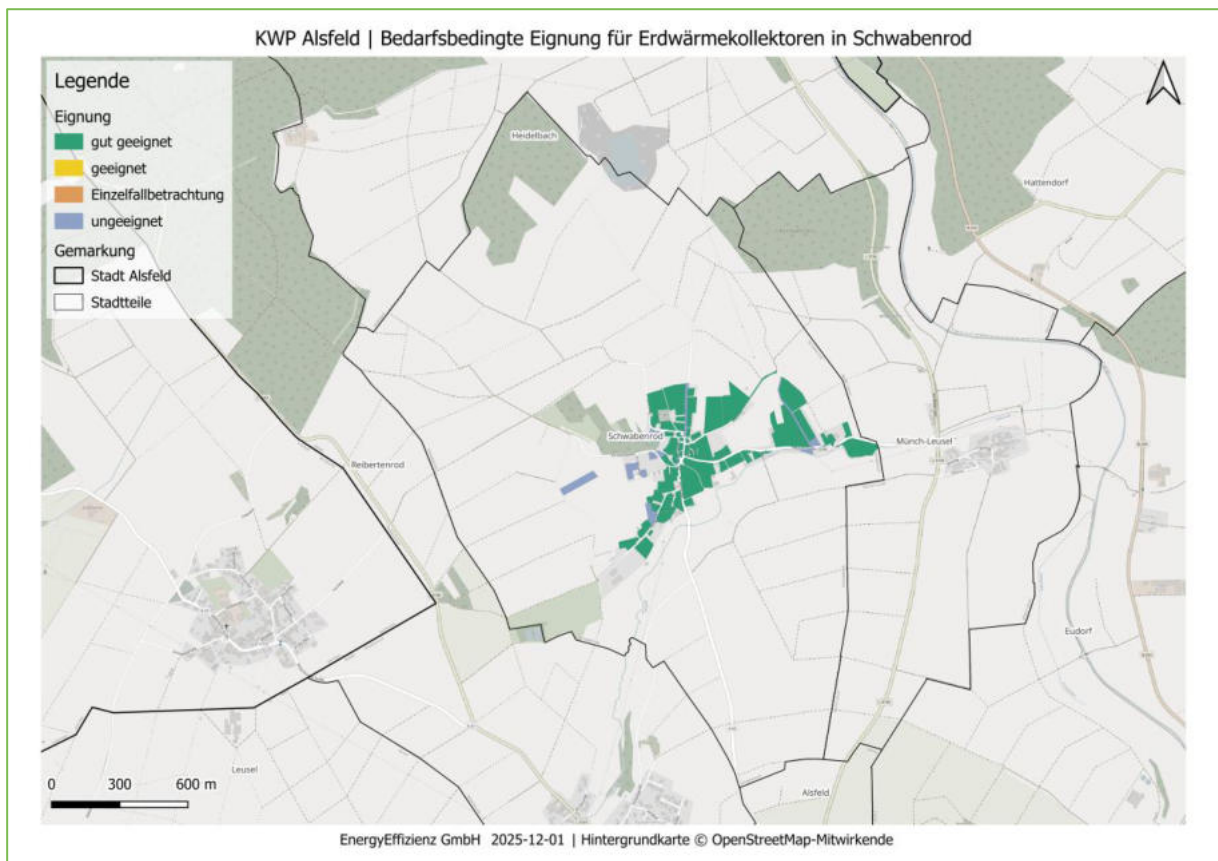 KWP Alsfeld | Bedarfsbedingte Eignung für Erdwärmekollektoren in Schwabenrod
Legende
Eignung
gut geeignet
geeignet
Einzelfallbetrachtung
ungeeignet
Gemarkung
Stadt Alsfeld
Stadtteile
Heidelbach
Hattendorf
Schwabenrod
Münch-Leusel
Reibertenrod
Eudorf
Leusel
Alsfeld
0 300 600 m
EnergyEffizienz GmbH 2025-12-01 | Hintergrundkarte © OpenStreetMap-Mitwirkende